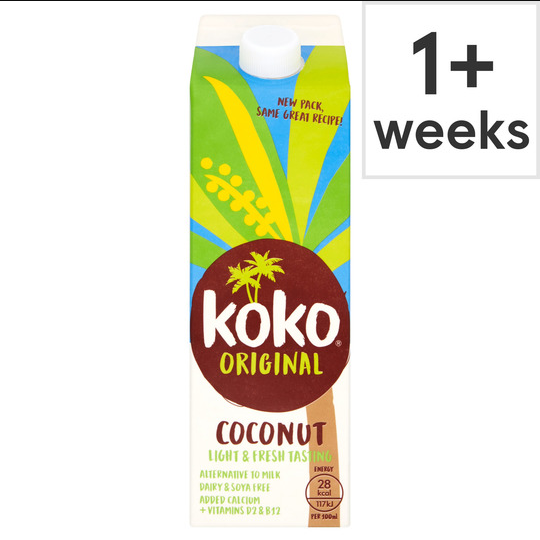 1+
weeks
NEW PACK,
SAME GREAT RECIPE!
koko®
ORIGINAL
COCONUT
LIGHT & FRESH TASTING
ALTERNATIVE TO MILK
DAIRY & SOYA FREE
ADDED CALCIUM
+ VITAMINS D2 & B12
ENERGY
28
kcal
117kJ
PER 100ml